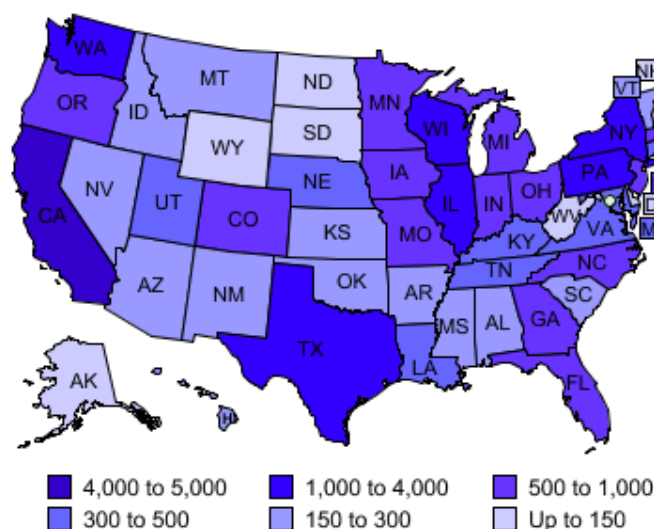 WA
MT
ND
MN
VT
NH
OR
ID
SD
WI
MI
NY
WY
IA
PA
NE
NV
UT
CO
IL
IN
OH
WV
VA
CA
KS
MO
KY
AZ
NM
OK
TN
NC
AR
SC
MS
AL
GA
TX
LA
FL
AK
HI
4,000 to 5,000
1,000 to 4,000
500 to 1,000
300 to 500
150 to 300
Up to 150